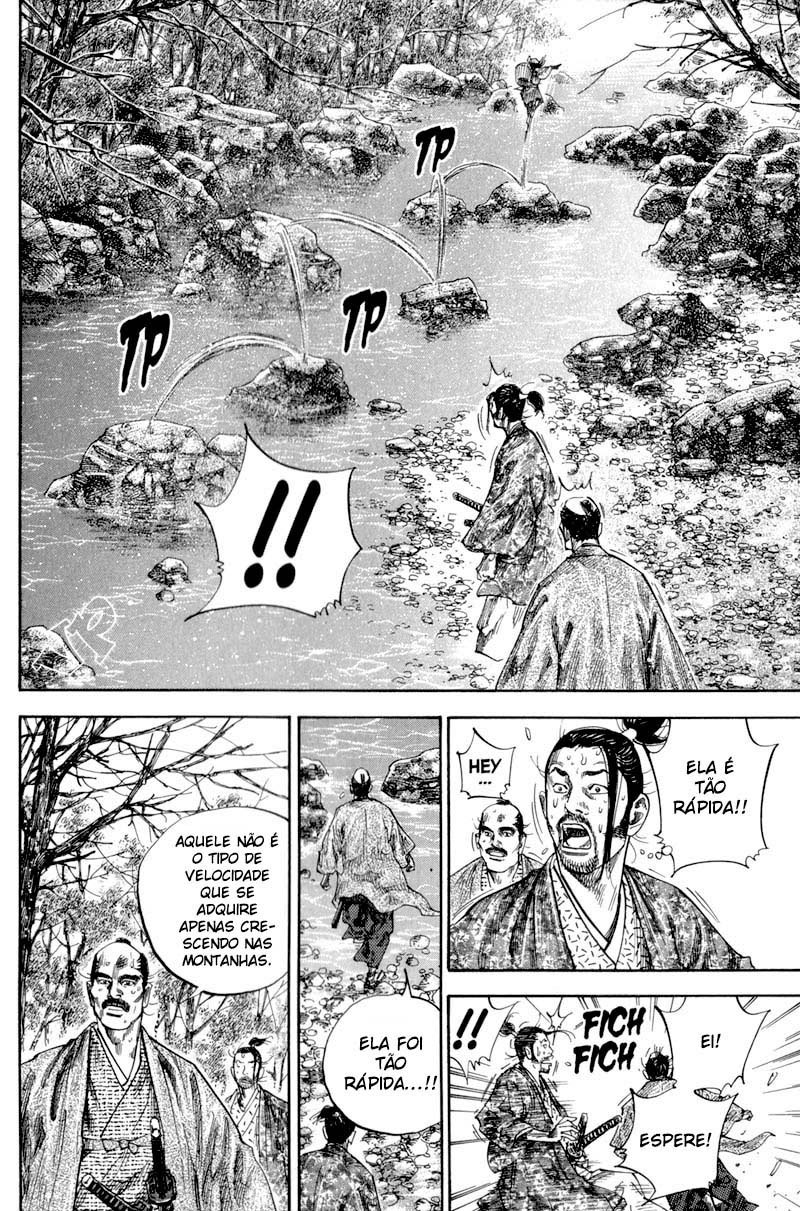 TP
TP
TP
TP
!!
ELA É
TÃO
RÁPIDA!!
HEY
...
EI!
ESPERE!
FICH
FICH
!!
ELA FOI
TÃO
RÁPIDA...!!
AQUELE NÃO É
O TIPO DE
VELOCIDADE
QUE SE
ADQUIRE
APENAS CRES-
CENDO NAS
MONTANHAS.